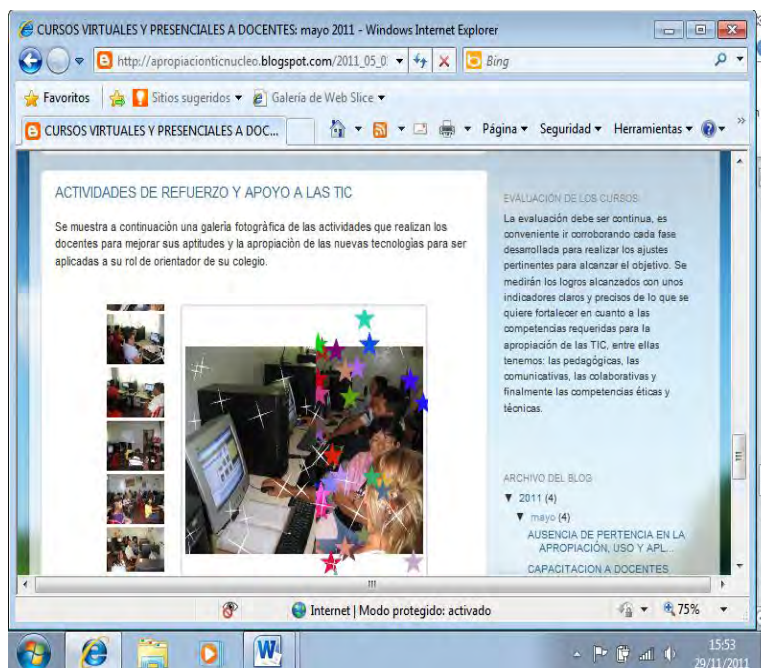 CURSOS VIRTUALES Y PRESENCIALES A DOCENTES: mayo 2011 - Windows Internet Explorer
http://apropiacionticnucleo.blogspot.com/2011_05_0
Bing
Favoritos
Sitios sugeridos
Galería de Web Slice
CURSOS VIRTUALES Y PRESENCIALES A DOC...
Página
Seguridad
Herramientas
ACTIVIDADES DE REFUERZO Y APOYO A LAS TIC
Se muestra a continuaciòn una galerìa fotogràfica de las actividades que realizan los
docentes para mejorar sus aptitudes y la apropiaciòn de las nuevas tecnologìas para ser
aplicadas a su rol de orientador de su colegio.
EVALUACIÓN DE LOS CURSOS
La evaluación debe ser continua, es
conveniente ir corroborando cada fase
desarrollada para realizar los ajustes
pertinentes para alcanzar el objetivo. Se
medirán los logros alcanzados con unos
indicadores claros y precisos de lo que se
quiere fortalecer en cuanto a las
competencias requeridas para la
apropiación de las TIC, entre ellas
tenemos: las pedagógicas, las
comunicativas, las colaborativas y
finalmente las competencias éticas y
técnicas.
ARCHIVO DEL BLOG
▼ 2011 (4)
▼ mayo (4)
AUSENCIA DE PERTENCIA EN LA
APROPIACIÓN, USO Y APL...
CAPACITACION A DOCENTES
Internet | Modo protegido: activado
75%
15:53
29/11/2011